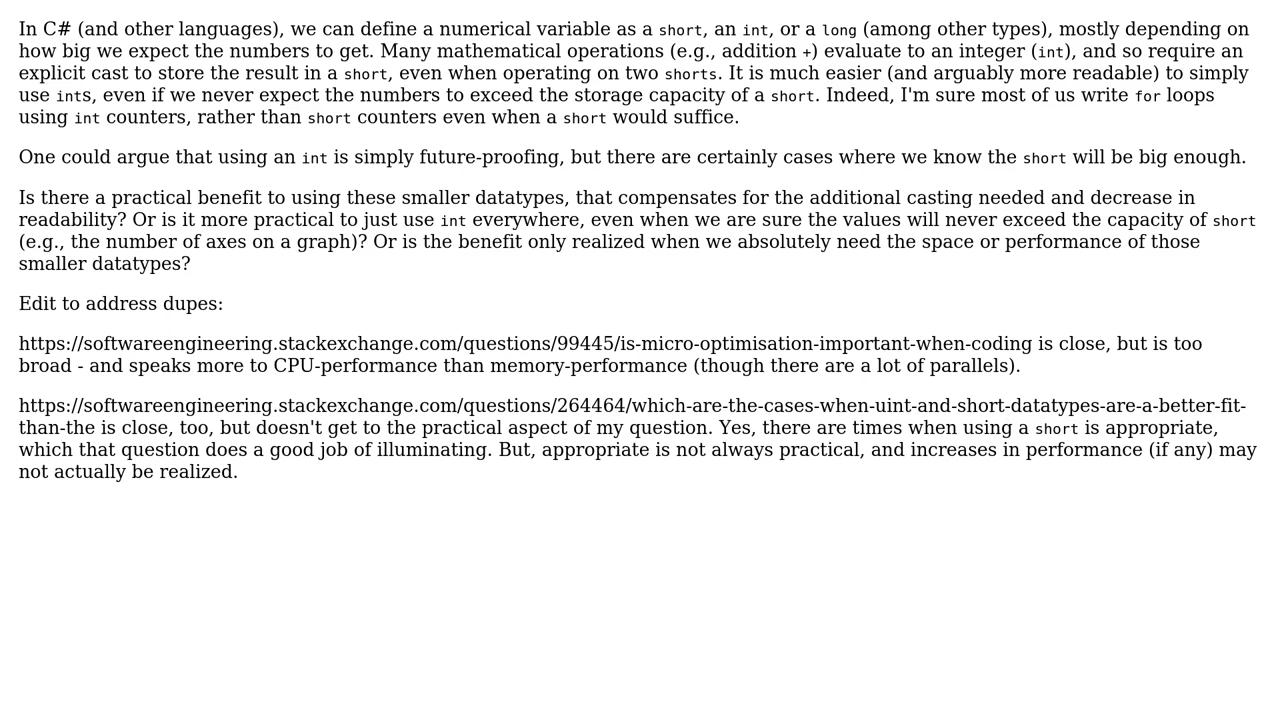 In C# (and other languages), we can define a numerical variable as a short, an int, or a long (among other types), mostly depending on
how big we expect the numbers to get. Many mathematical operations (e.g., addition +) evaluate to an integer (int), and so require an
explicit cast to store the result in a short, even when operating on two shorts. It is much easier (and arguably more readable) to simply
use ints, even if we never expect the numbers to exceed the storage capacity of a short. Indeed, I'm sure most of us write for loops
using int counters, rather than short counters even when a short would suffice.
One could argue that using an int is simply future-proofing, but there are certainly cases where we know the short will be big enough.
Is there a practical benefit to using these smaller datatypes, that compensates for the additional casting needed and decrease in
readability? Or is it more practical to just use int everywhere, even when we are sure the values will never exceed the capacity of short
(e.g., the number of axes on a graph)? Or is the benefit only realized when we absolutely need the space or performance of those
smaller datatypes?
Edit to address dupes:
https://softwareengineering.stackexchange.com/questions/99445/is-micro-optimisation-important-when-coding is close, but is too
broad - and speaks more to CPU-performance than memory-performance (though there are a lot of parallels).
https://softwareengineering.stackexchange.com/questions/264464/which-are-the-cases-when-uint-and-short-datatypes-are-a-better-fit-
than-the is close, too, but doesn't get to the practical aspect of my question. Yes, there are times when using a short is appropriate,
which that question does a good job of illuminating. But, appropriate is not always practical, and increases in performance (if any) may
not actually be realized.